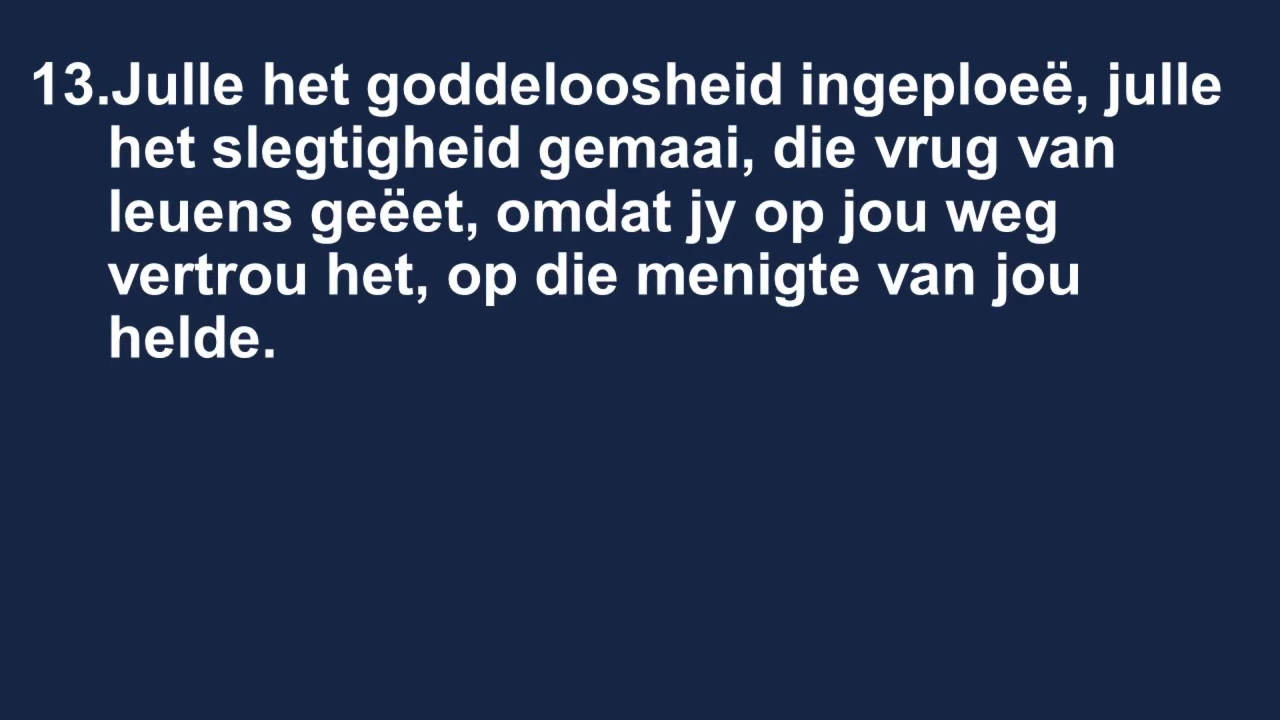 13.Julle het goddeloosheid ingeploeë, julle
het slegtigheid gemaai, die vrug van
leuens geëet, omdat jy op jou weg
vertrou het, op die menigte van jou
helde.